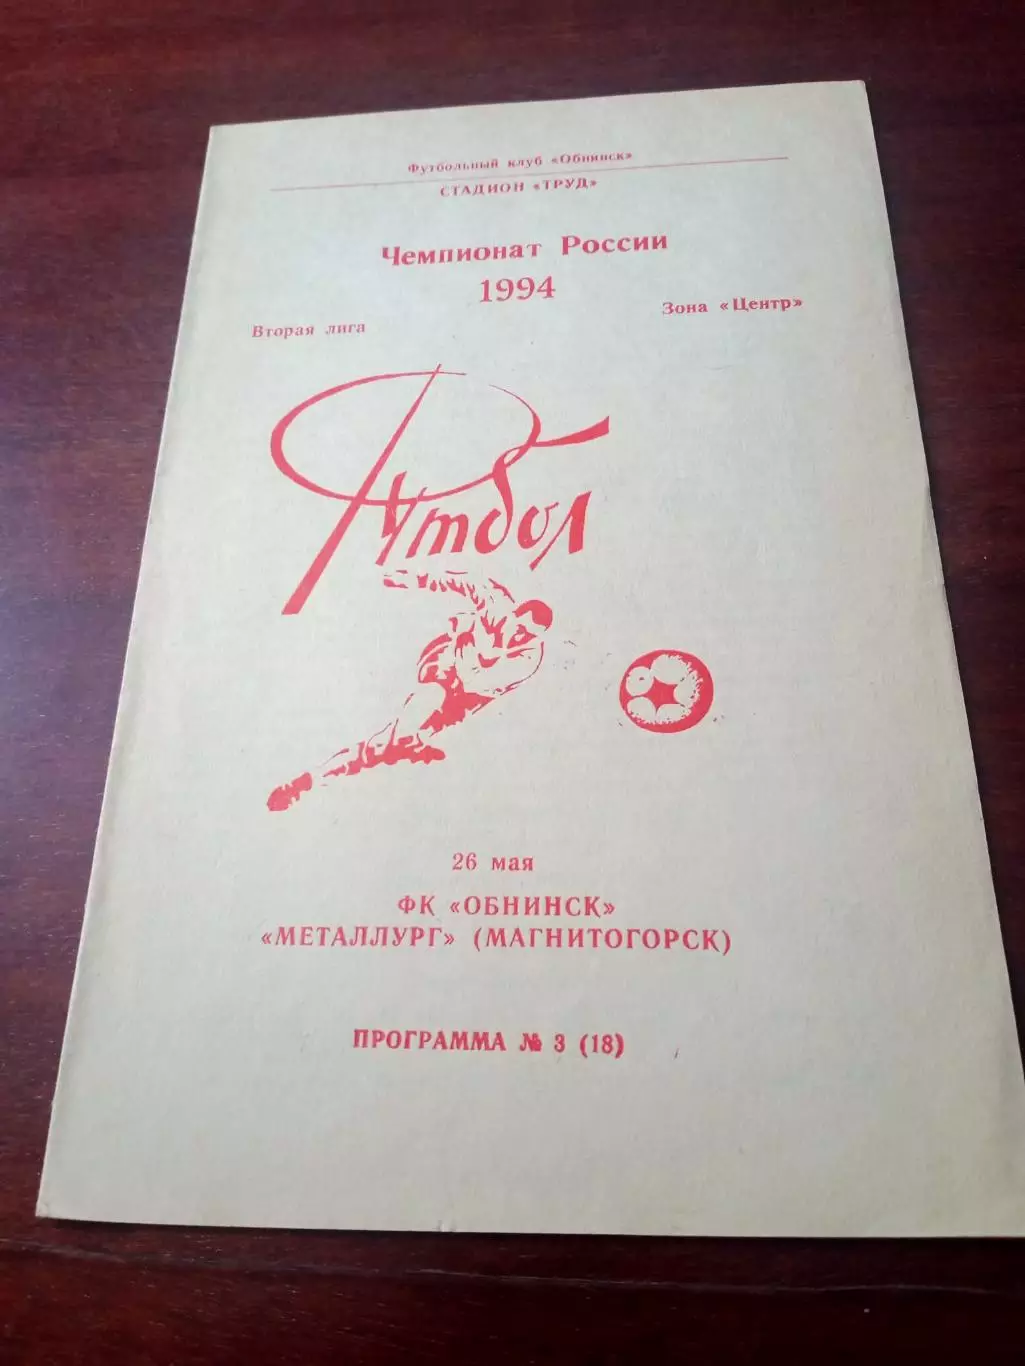 Футбольный клуб «Обнинск»
СТАДИОН «ТРУД»
Чемпионат России
1994
Вторая лига
Зона «Центр»
Футбол
26 мая
ФК «ОБНИНСК»
«МЕТАЛЛУРГ» (МАГНИТОГОРСК)
ПРОГРАММА № 3 (18)